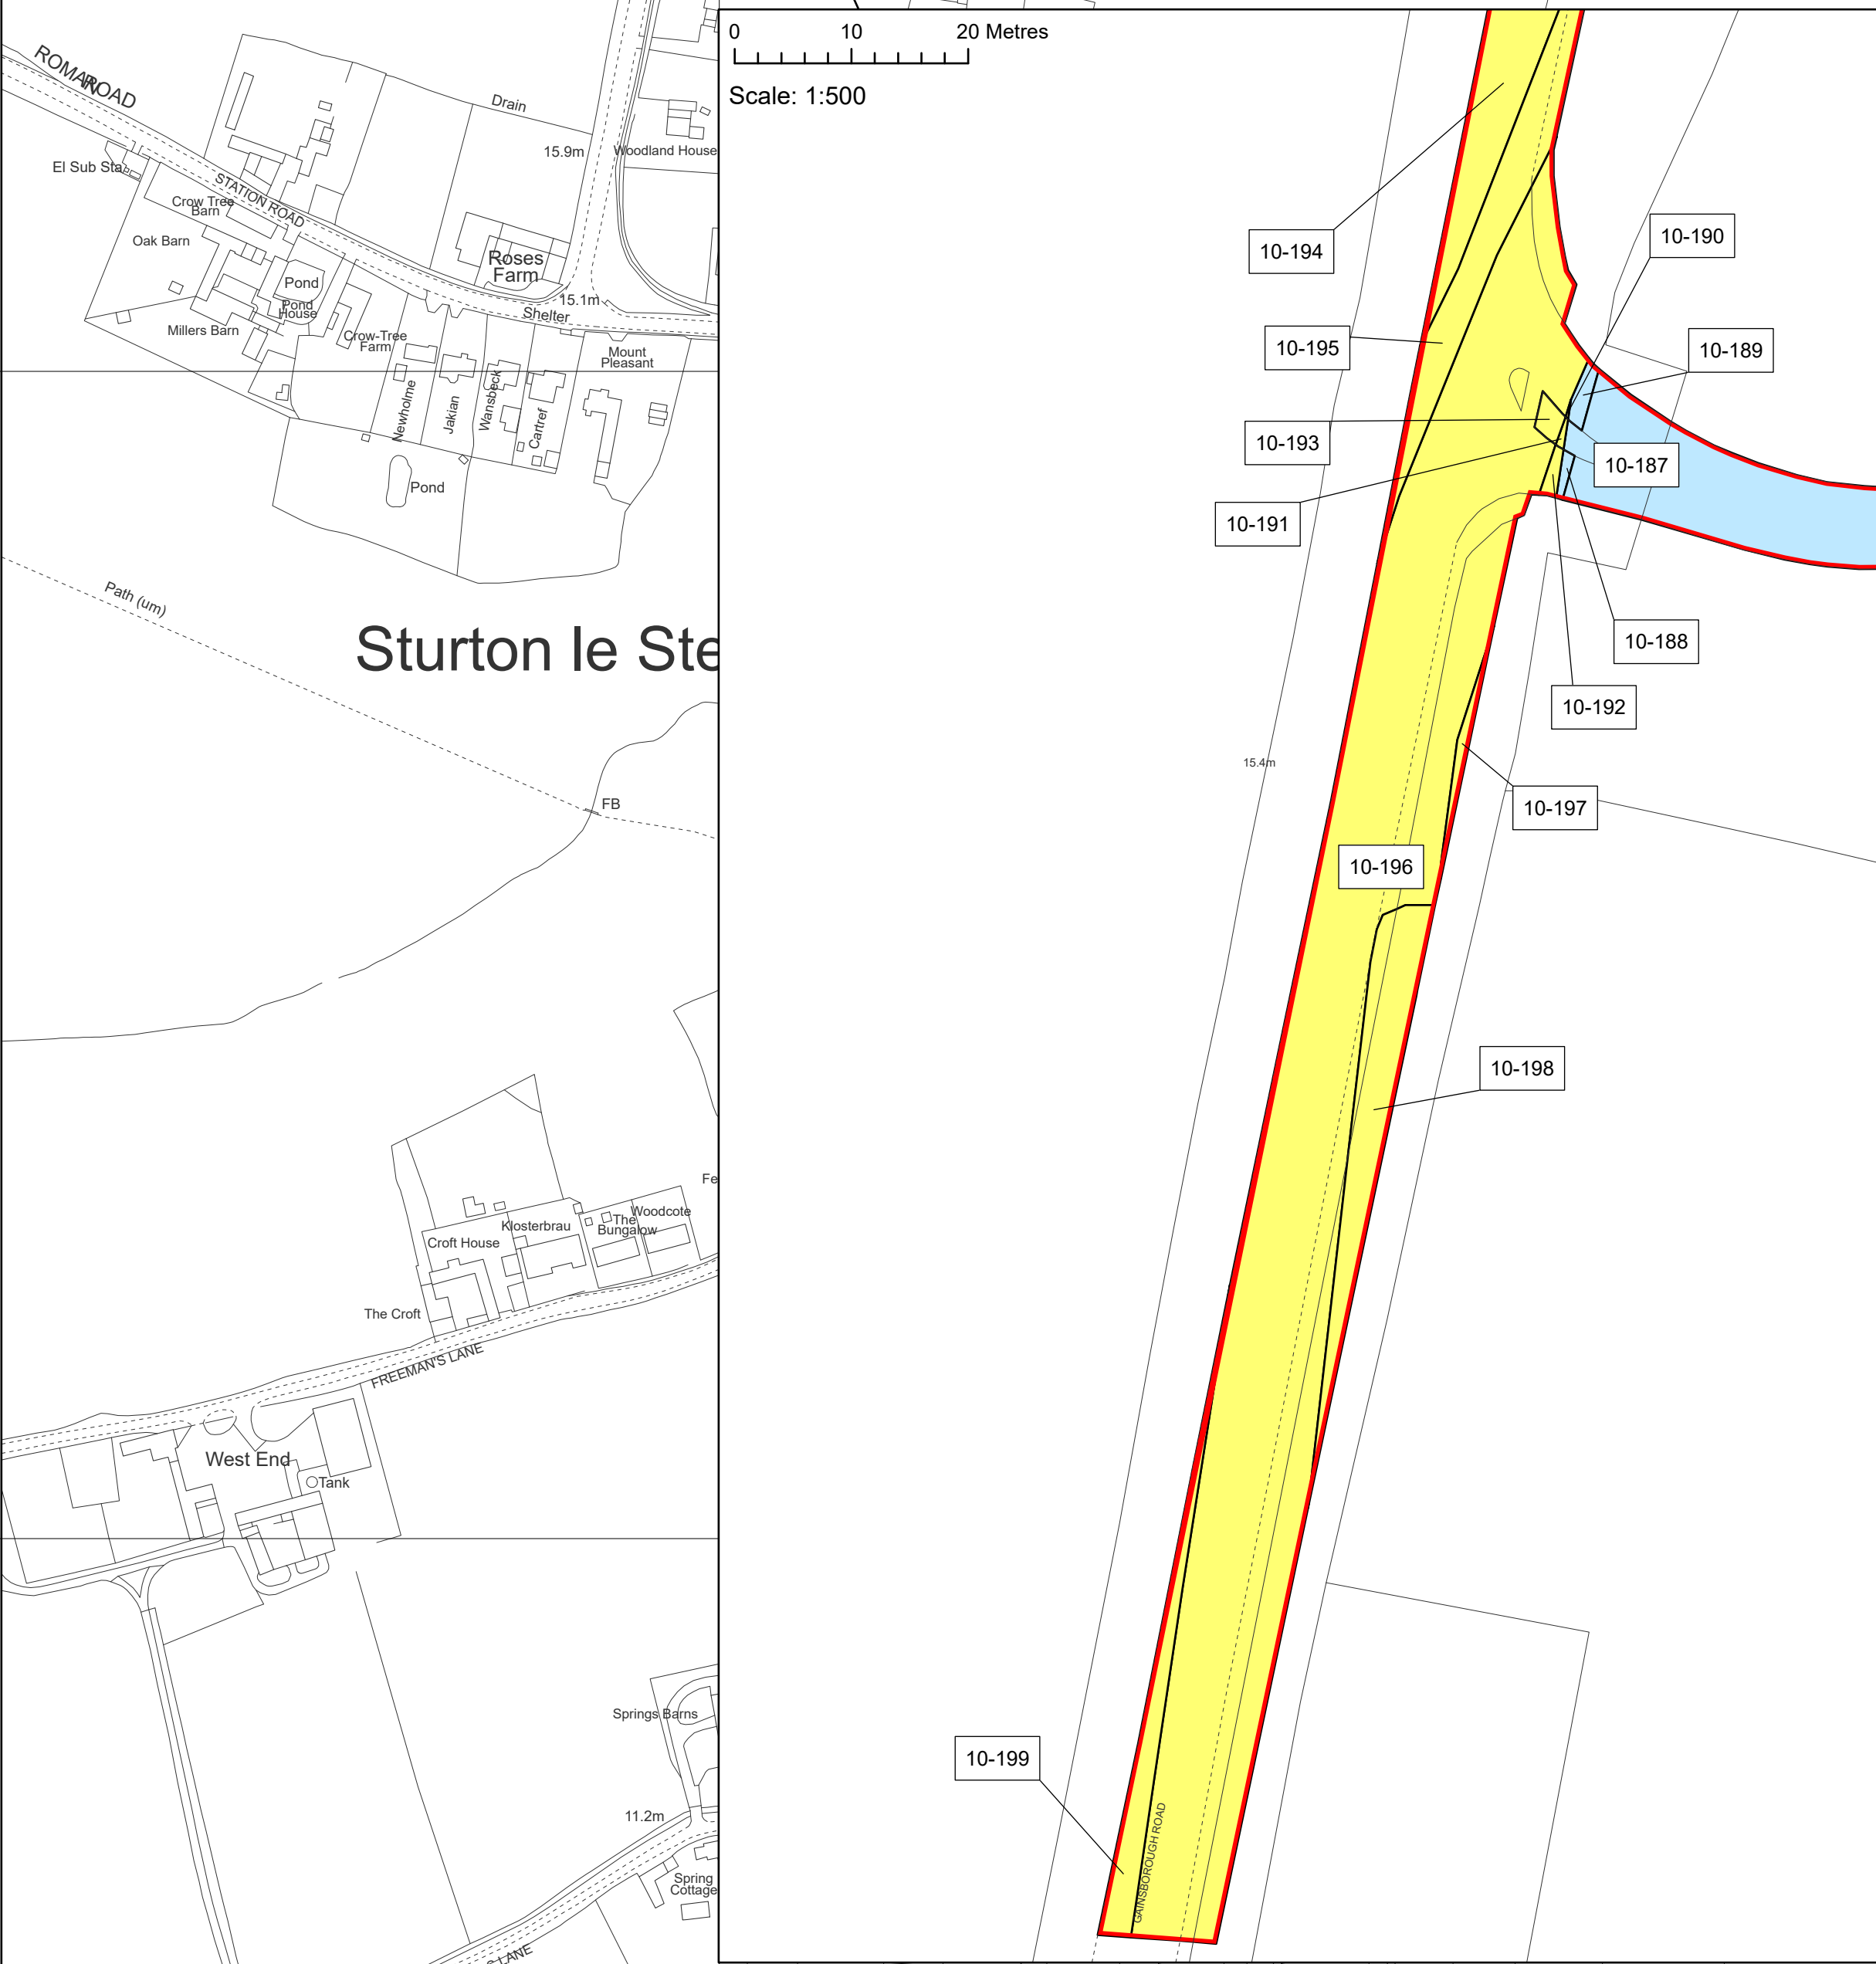 ROMAN ROAD
Drain
15.9m
Woodland House
El Sub Sta
STATION ROAD
Crow Tree
Barn
Oak Barn
Roses
Farm
Pond
Pond
House
15.1m
Shelter
Millers Barn
Crow-Tree
Farm
Mount
Pleasant
Newholme
Jakian
Wansbeck
Cartref
Pond
Path (um)
Sturton le Ste
FB
Fe
Woodcote
The
Bungalow
Klosterbrau
Croft House
The Croft
FREEMAN'S LANE
West End
Tank
Springs Barns
11.2m
Spring
Cottage
LANE
0 10 20 Metres
Scale: 1:500
10-194
10-190
10-195
10-189
10-193
10-187
10-191
10-188
10-192
15.4m
10-197
10-196
10-198
10-199
GAINSBOROUGH ROAD